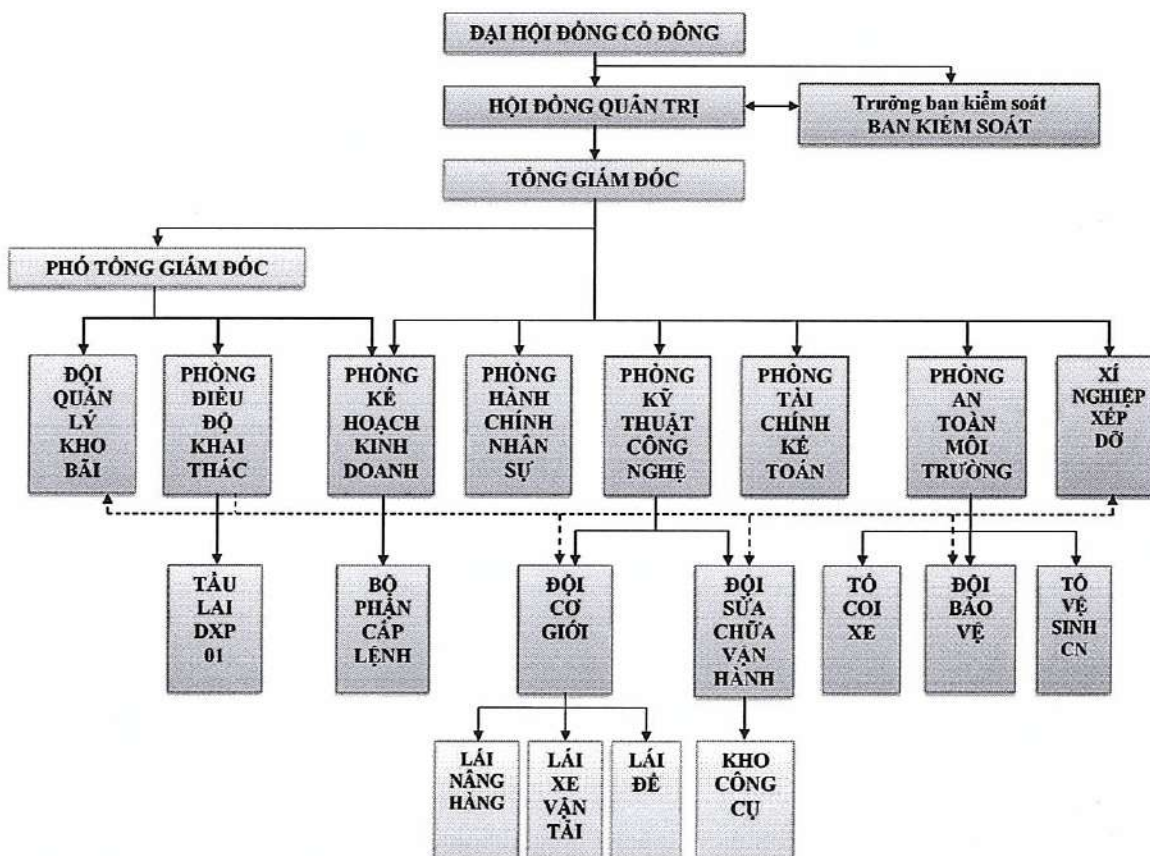 ĐẠI HỘI ĐỒNG CỔ ĐÔNG
HỘI ĐỒNG QUẢN TRỊ
Trưởng ban kiểm soát
BAN KIỂM SOÁT
TỔNG GIÁM ĐỐC
PHÓ TỔNG GIÁM ĐỐC
ĐỘI
QUẢN
LÝ
KHO
BÃI
PHÒNG
ĐIỀU
ĐỘ
KHAI
THÁC
PHÒNG
KẾ
HOẠCH
KINH
DOANH
PHÒNG
HÀNH
CHÍNH
NHÂN
SỰ
PHÒNG
KỸ
THUẬT
CÔNG
NGHỆ
PHÒNG
TÀI
CHÍNH
KẾ
TOÁN
PHÒNG
AN
TOÀN
MÔI
TRƯỜNG
XÍ
NGHIỆP
XẾP
DỠ
TÀU
LAI
DXP
01
BỘ
PHẬN
CẤP
LỆNH
ĐỘI
CƠ
GIỚI
ĐỘI
SỬA
CHỮA
VẬN
HÀNH
TỔ
COI
XE
ĐỘI
BẢO
VỆ
TỔ
VỆ
SINH
CN
LÁI
NÂNG
HÀNG
LÁI
XE
VẬN
TẢI
LÁI
ĐẾ
KHO
CÔNG
CỤ